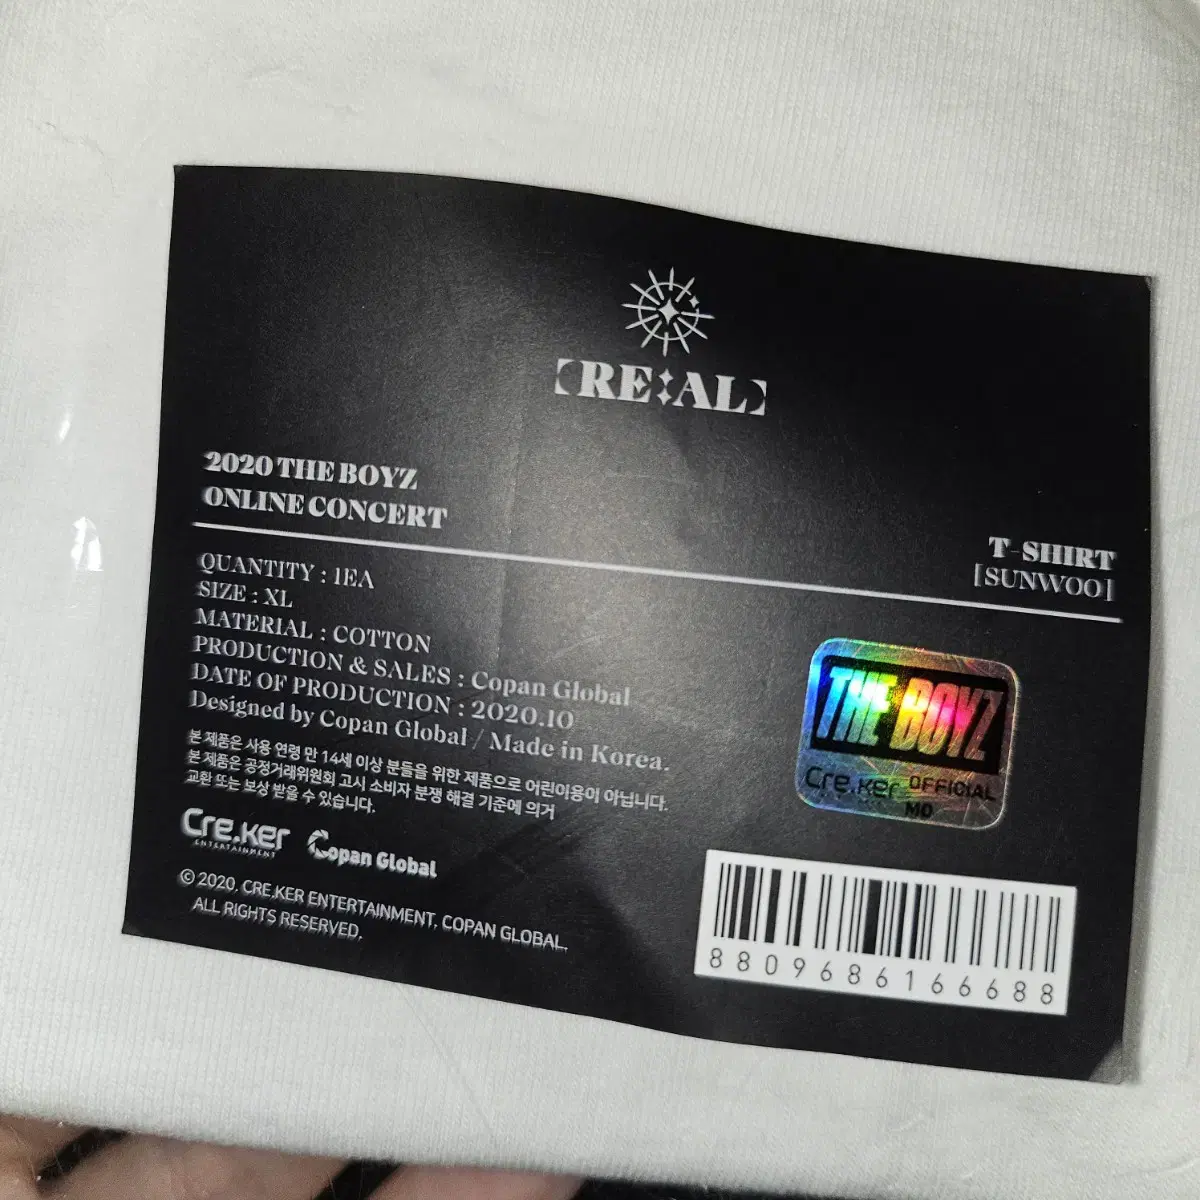 [RE:AL]
2020 THE BOYZ
ONLINE CONCERT
T-SHIRT
[SUNWOO]
QUANTITY : 1EA
SIZE : XL
MATERIAL : COTTON
PRODUCTION & SALES : Copan Global
DATE OF PRODUCTION : 2020.10
Designed by Copan Global / Made in Korea.
본 제품은 사용 연령 만 14세 이상 분들을 위한 제품으로 어린이용이 아닙니다.
본 제품은 공정거래위원회 고시 소비자 분쟁 해결 기준에 의거
교환 또는 보상 받을 수 있습니다.
THE BOYZ
Cre.ker OFFICIAL
MD
Cre.ker
ENTERTAINMENT
Copan Global
© 2020. CRE.KER ENTERTAINMENT, COPAN GLOBAL.
ALL RIGHTS RESERVED.
8809686166688